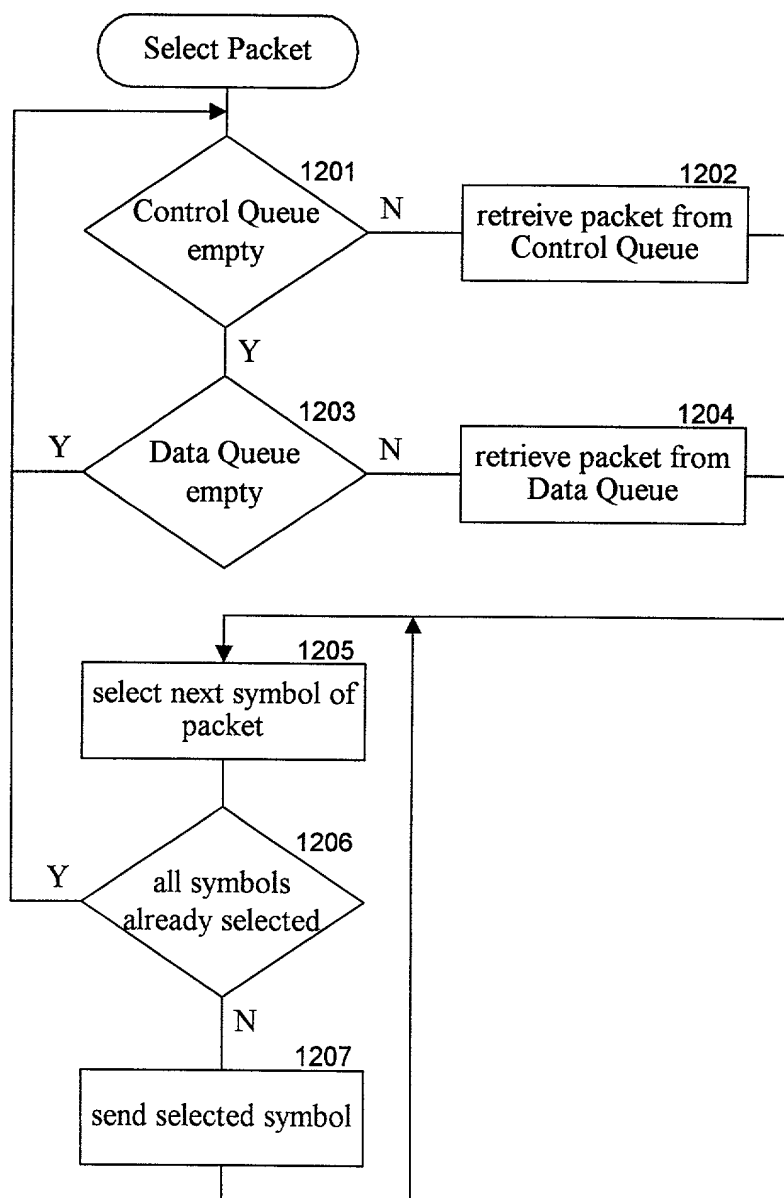 Select Packet
1201
Control Queue
empty
N
1202
retreive packet from
Control Queue
Y
1203
Data Queue
empty
Y
N
1204
retrieve packet from
Data Queue
1205
select next symbol of
packet
1206
all symbols
already selected
Y
N
1207
send selected symbol